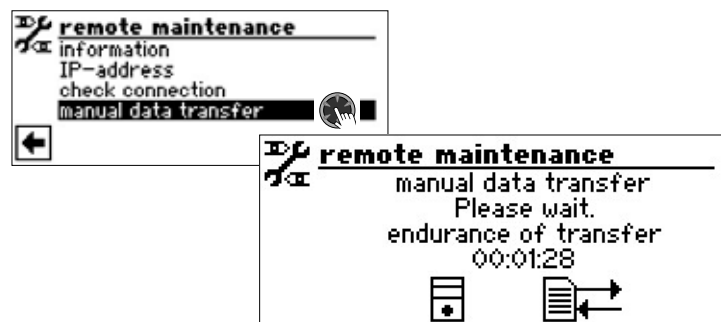 remote maintenance
information
IP-address
check connection
manual data transfer
remote maintenance
manual data transfer
Please wait.
endurance of transfer
00:01:28